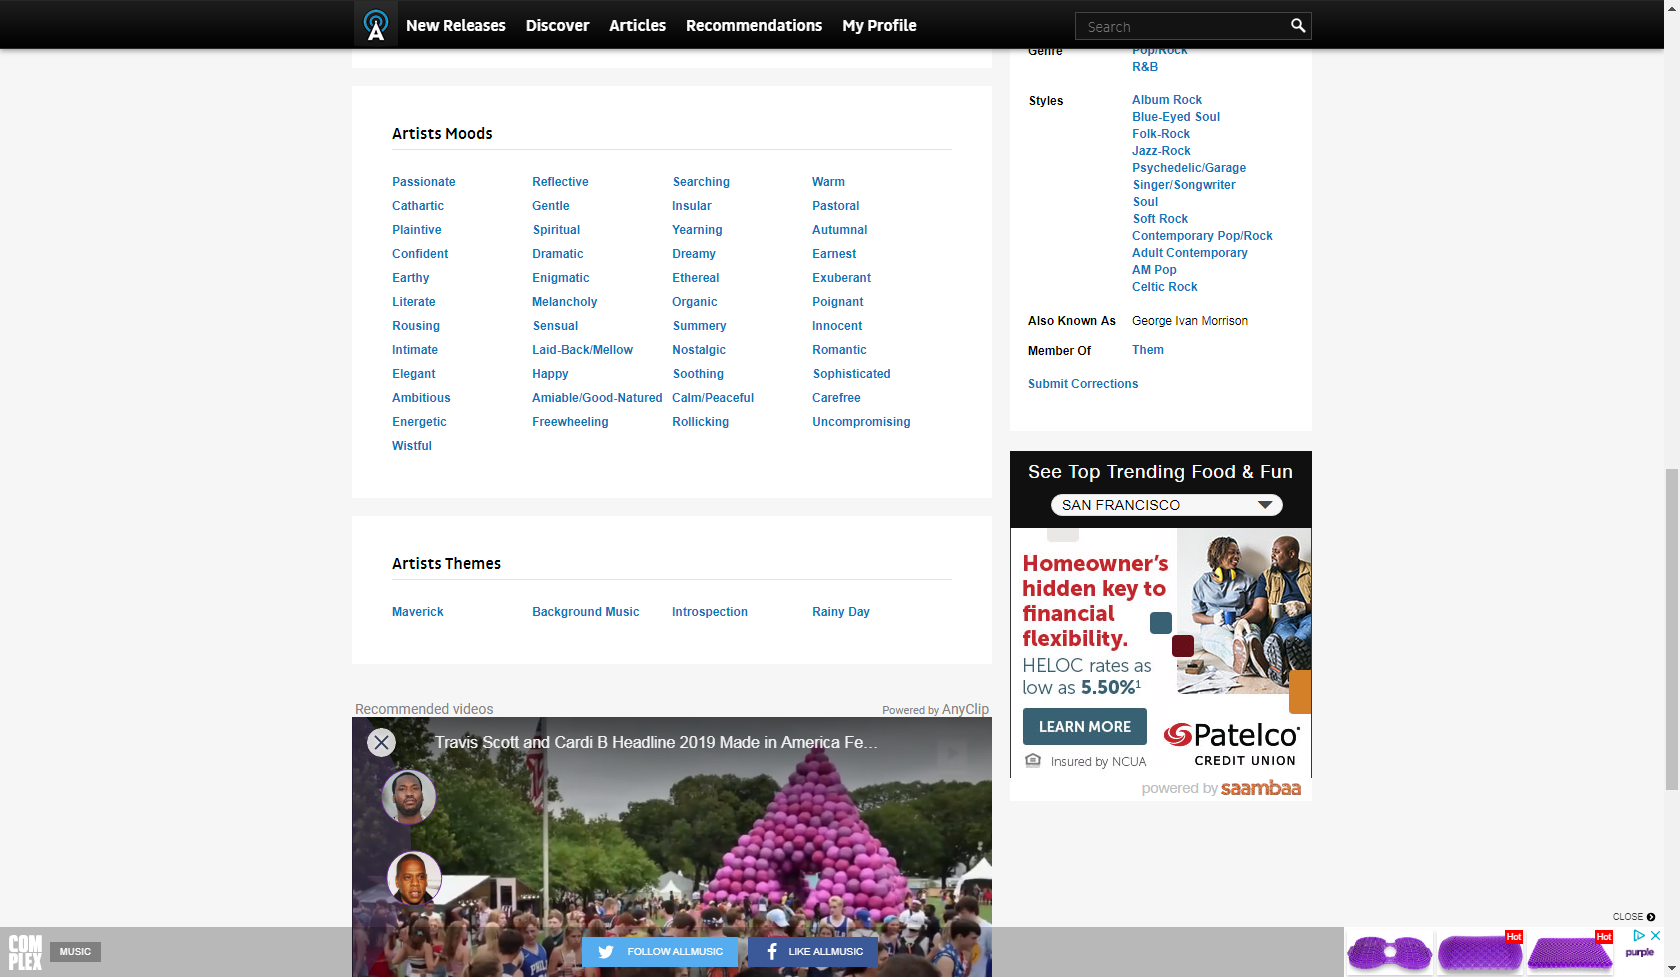 New Releases Discover Articles Recommendations My Profile
Search
Genre Pop/Rock
R&B
Styles Album Rock
Blue-Eyed Soul
Folk-Rock
Jazz-Rock
Psychedelic/Garage
Singer/Songwriter
Soul
Soft Rock
Contemporary Pop/Rock
Adult Contemporary
AM Pop
Celtic Rock
Also Known As George Ivan Morrison
Member Of Them
Submit Corrections
Artists Moods
Passionate Reflective Searching Warm
Cathartic Gentle Insular Pastoral
Plaintive Spiritual Yearning Autumnal
Confident Dramatic Dreamy Earnest
Earthy Enigmatic Ethereal Exuberant
Literate Melancholy Organic Poignant
Rousing Sensual Summery Innocent
Intimate Laid-Back/Mellow Nostalgic Romantic
Elegant Happy Soothing Sophisticated
Ambitious Amiable/Good-Natured Calm/Peaceful Carefree
Energetic Freewheeling Rollicking Uncompromising
Wistful
Artists Themes
Maverick Background Music Introspection Rainy Day
See Top Trending Food & Fun
SAN FRANCISCO
Homeowner's
hidden key to
financial
flexibility.
HELOC rates as
low as 5.50%¹
LEARN MORE
Patelco
CREDIT UNION
Insured by NCUA
powered by saambaa
Recommended videos Powered by AnyClip
Travis Scott and Cardi B Headline 2019 Made in America Fe...
PHILA
FOLLOW ALLMUSIC
LIKE ALLMUSIC
COM
PLEX
MUSIC
CLOSE
Hot
Hot
purple